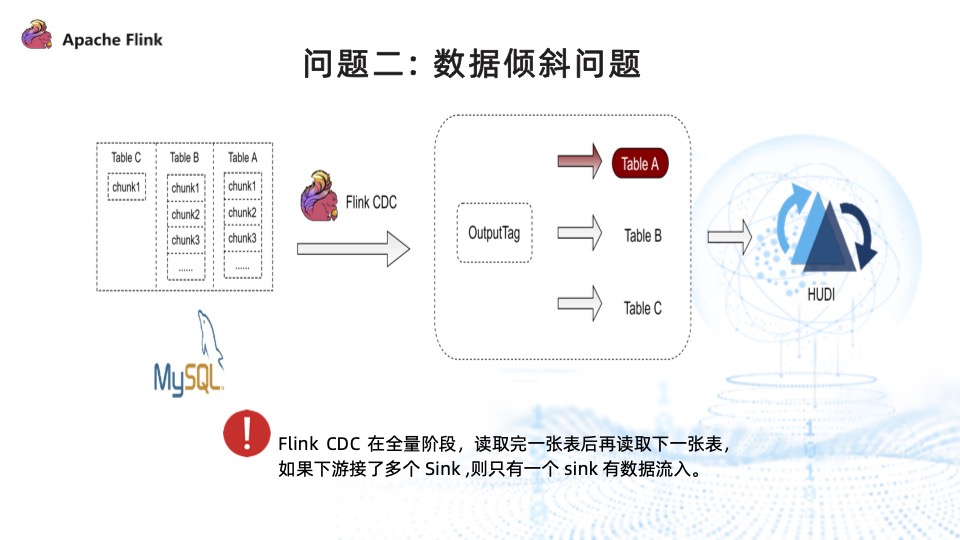 Apache Flink
问题二: 数据倾斜问题
Table C
Table B
Table A
chunk1
chunk1
chunk1
chunk2
chunk2
chunk3
chunk3
......
......
Flink CDC
MySQL
OutputTag
Table A
Table B
Table C
HUDI
!
Flink CDC 在全量阶段，读取完一张表后再读取下一张表，
如果下游接了多个 Sink ,则只有一个 sink 有数据流入。